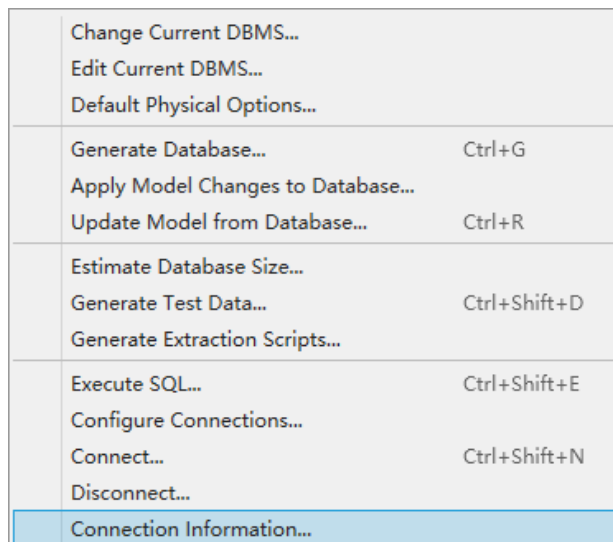 Change Current DBMS...
Edit Current DBMS...
Default Physical Options...
Generate Database... Ctrl+G
Apply Model Changes to Database...
Update Model from Database... Ctrl+R
Estimate Database Size...
Generate Test Data... Ctrl+Shift+D
Generate Extraction Scripts...
Execute SQL... Ctrl+Shift+E
Configure Connections...
Connect... Ctrl+Shift+N
Disconnect...
Connection Information...